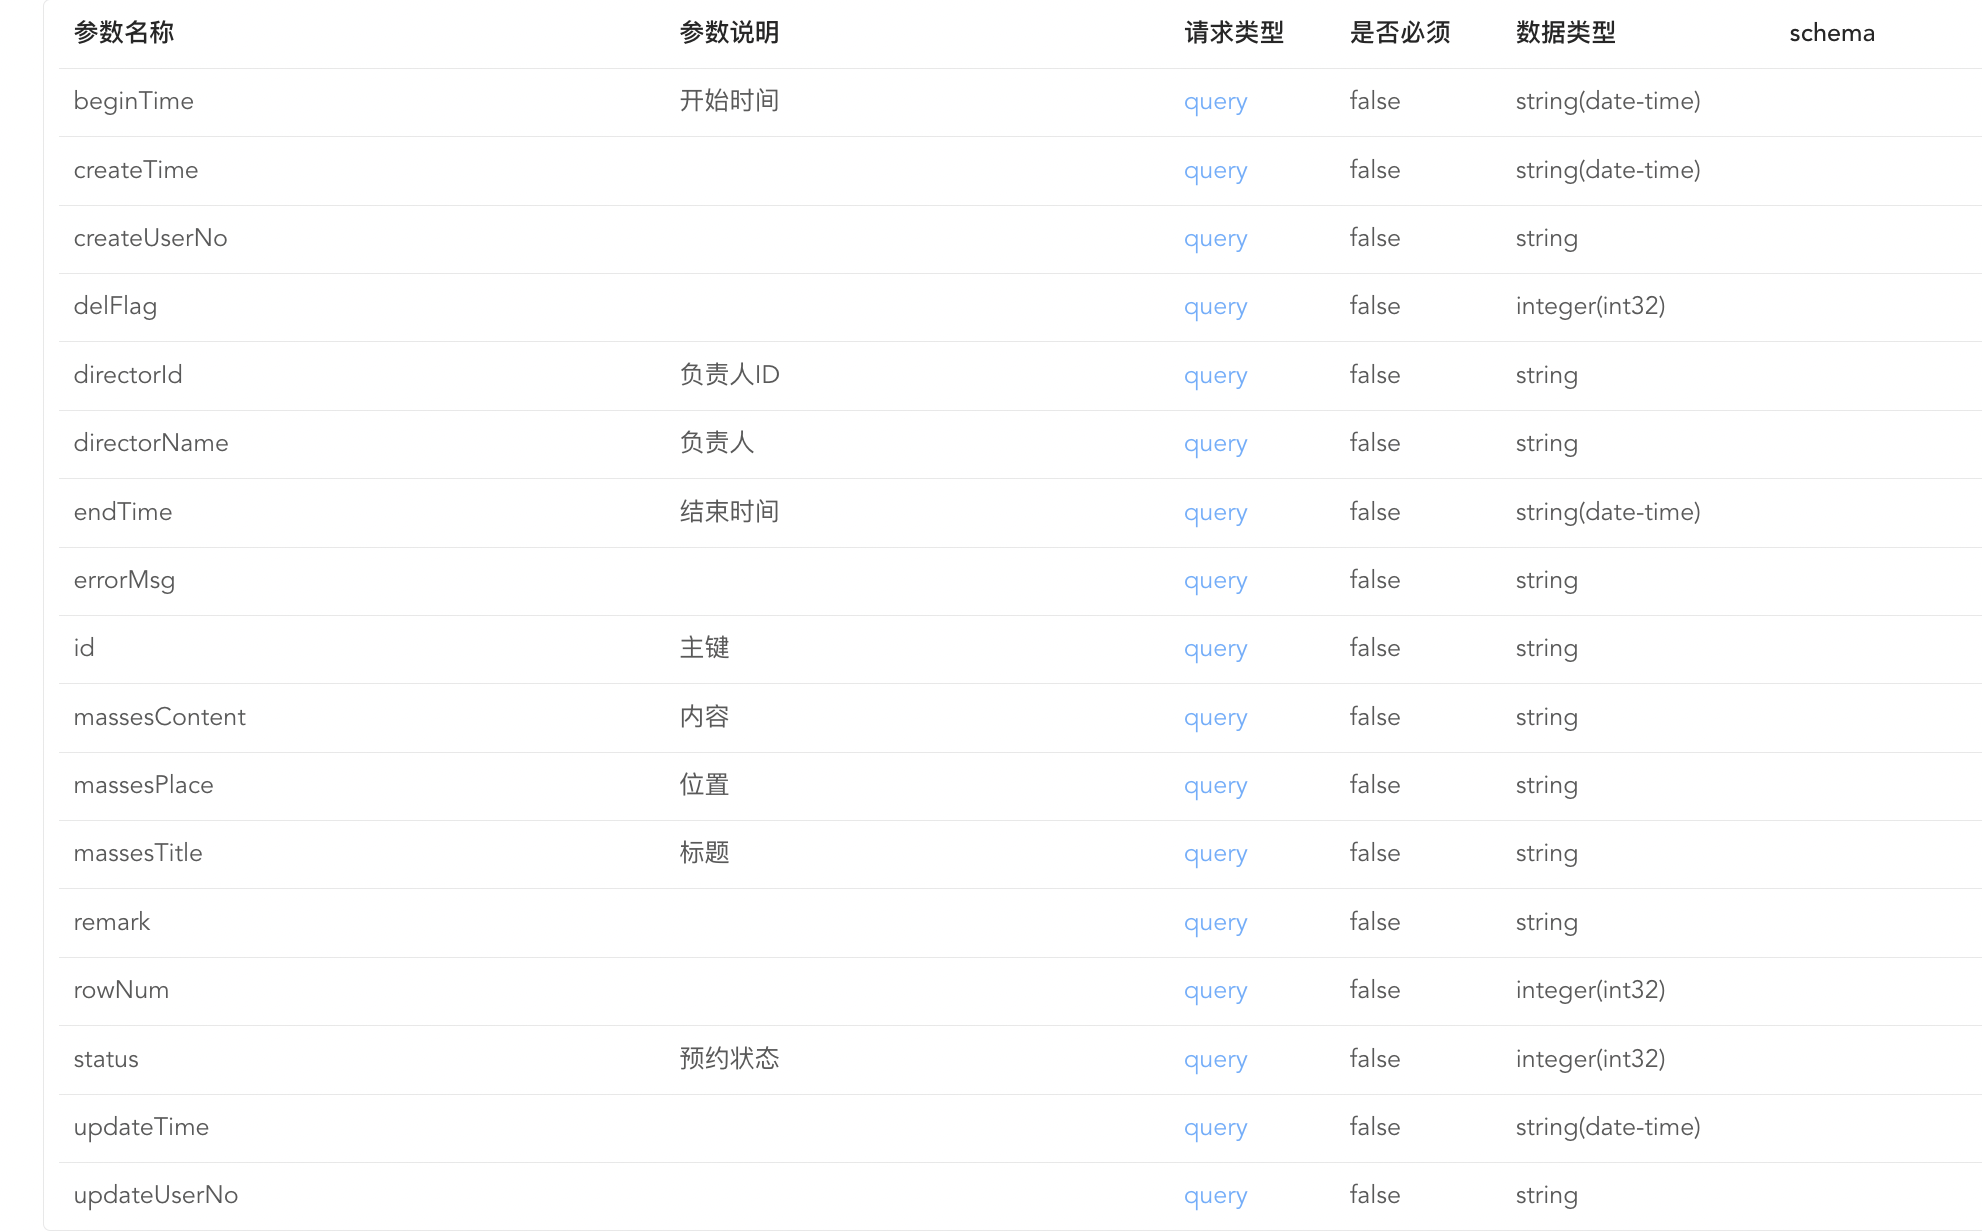 参数名称 参数说明 请求类型 是否必须 数据类型 schema
beginTime 开始时间 query false string(date-time)
createTime query false string(date-time)
createUserNo query false string
delFlag query false integer(int32)
directorId 负责人ID query false string
directorName 负责人 query false string
endTime 结束时间 query false string(date-time)
errorMsg query false string
id 主键 query false string
massesContent 内容 query false string
massesPlace 位置 query false string
massesTitle 标题 query false string
remark query false string
rowNum query false integer(int32)
status 预约状态 query false integer(int32)
updateTime query false string(date-time)
updateUserNo query false string